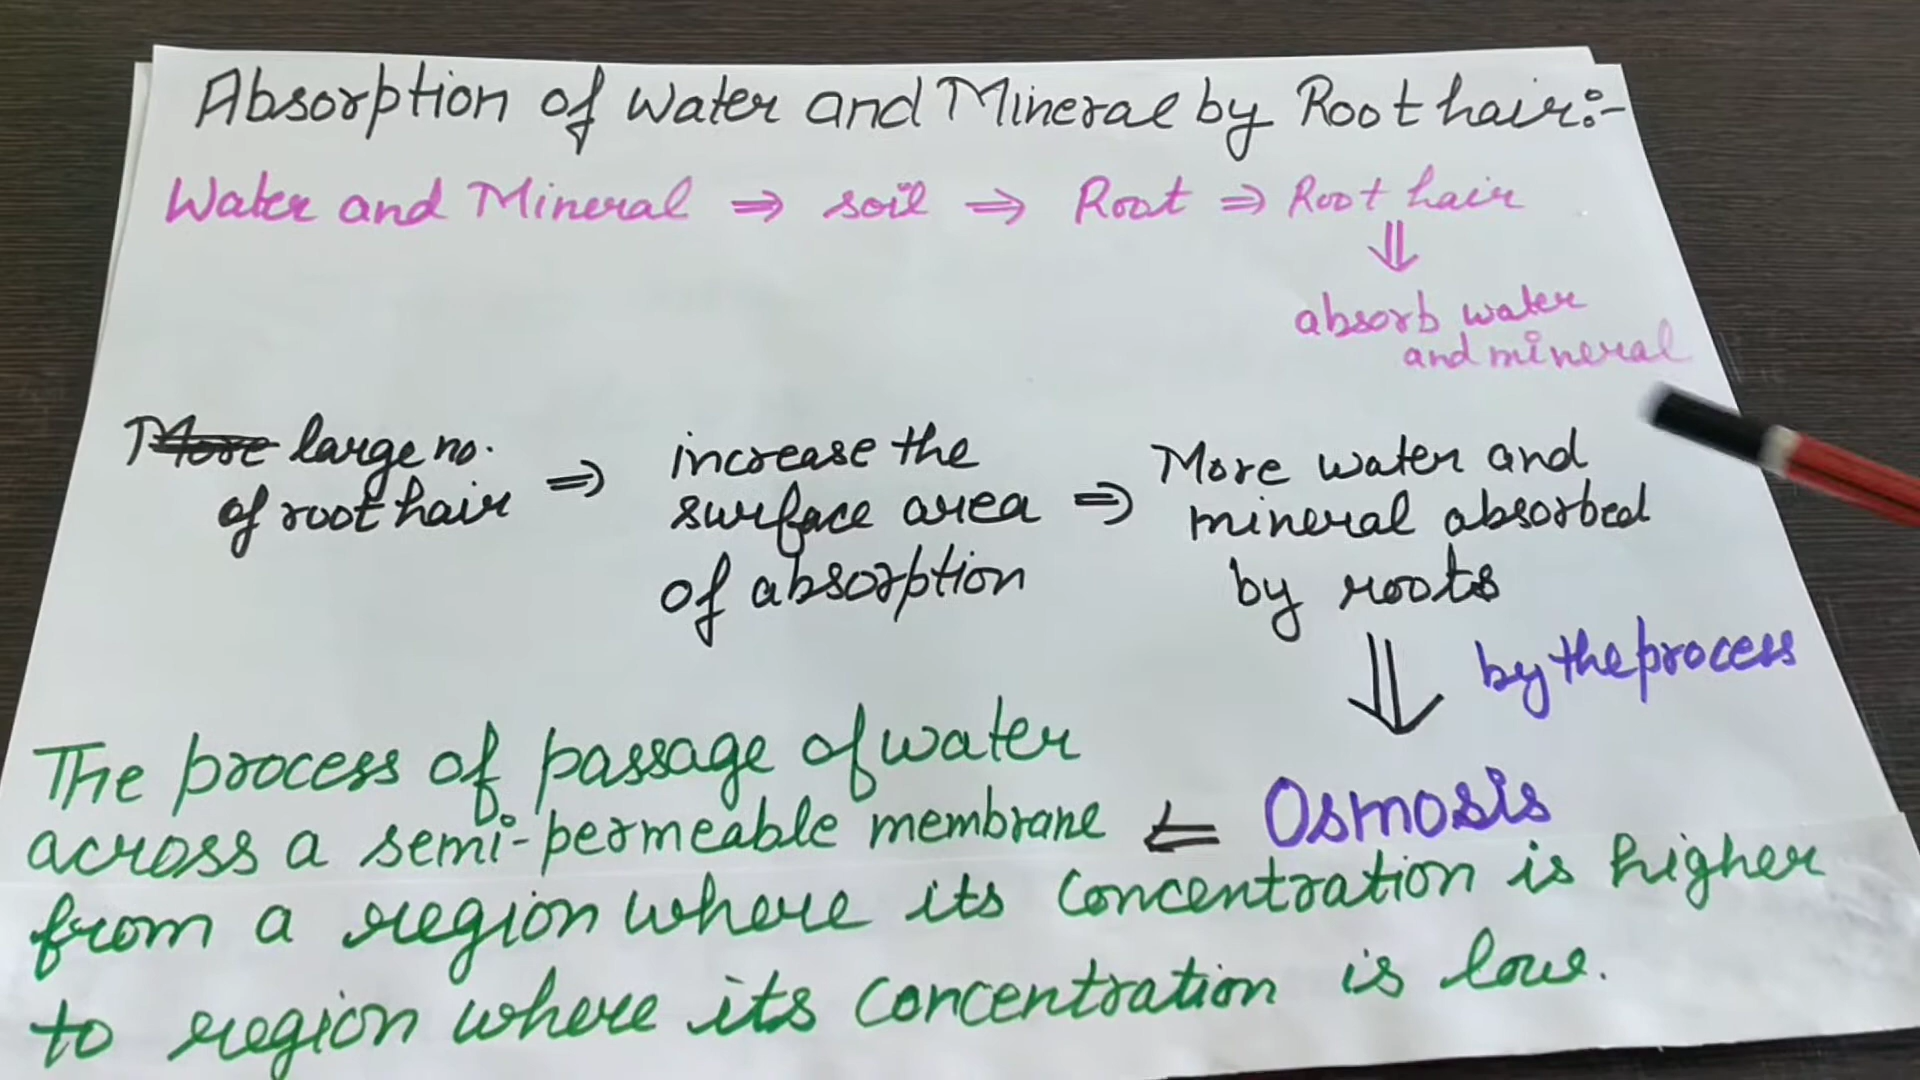 Absorption of Water and Mineral by Root hair:-
Water and Mineral ⇒ soil ⇒ Root ⇒ Root hair
⇓
absorb water
and mineral
More large no.
of root hair ⇒
increase the
surface area
of absorption
⇒ More water and
mineral absorbed
by roots
⇓ by the process
Osmosis
⇐
The process of passage of water
across a semi-permeable membrane
from a region where its concentration is higher
to region where its concentration is low.